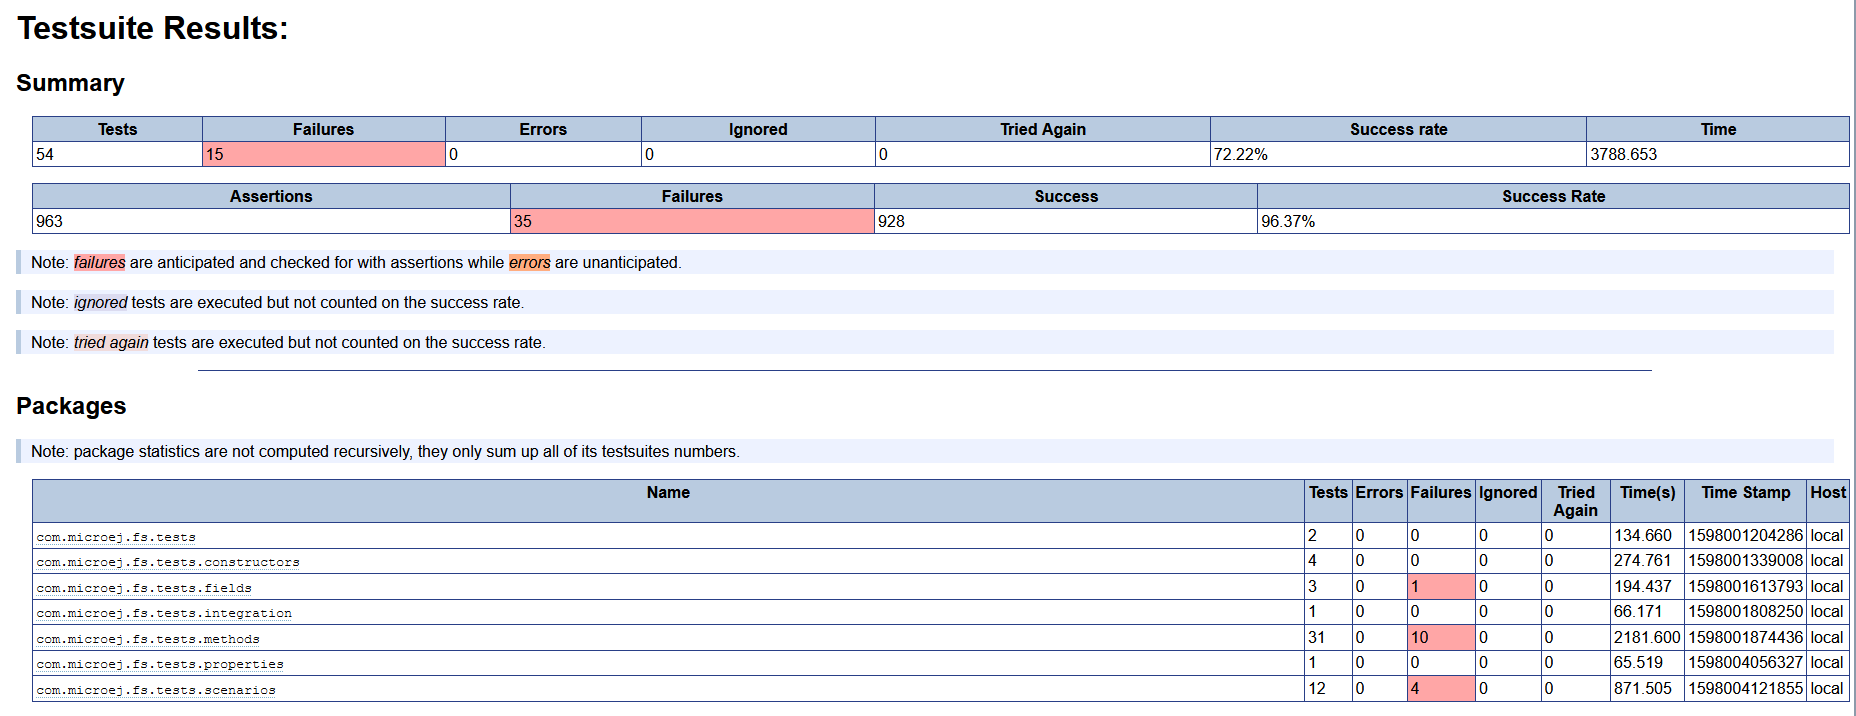 Testsuite Results:
Summary
Tests Failures Errors Ignored Tried Again Success rate Time
54 15 0 0 0 72.22% 3788.653
Assertions Failures Success Success Rate
963 35 928 96.37%
Note: failures are anticipated and checked for with assertions while errors are unanticipated.
Note: ignored tests are executed but not counted on the success rate.
Note: tried again tests are executed but not counted on the success rate.
Packages
Note: package statistics are not computed recursively, they only sum up all of its testsuites numbers.
Name Tests Errors Failures Ignored Tried Again Time(s) Time Stamp Host
com.microej.fs.tests 2 0 0 0 0 134.660 1598001204286 local
com.microej.fs.tests.constructors 4 0 0 0 0 274.761 1598001339008 local
com.microej.fs.tests.fields 3 0 1 0 0 194.437 1598001613793 local
com.microej.fs.tests.integration 1 0 0 0 0 66.171 1598001808250 local
com.microej.fs.tests.methods 31 0 10 0 0 2181.600 1598001874436 local
com.microej.fs.tests.properties 1 0 0 0 0 65.519 1598004056327 local
com.microej.fs.tests.scenarios 12 0 4 0 0 871.505 1598004121855 local